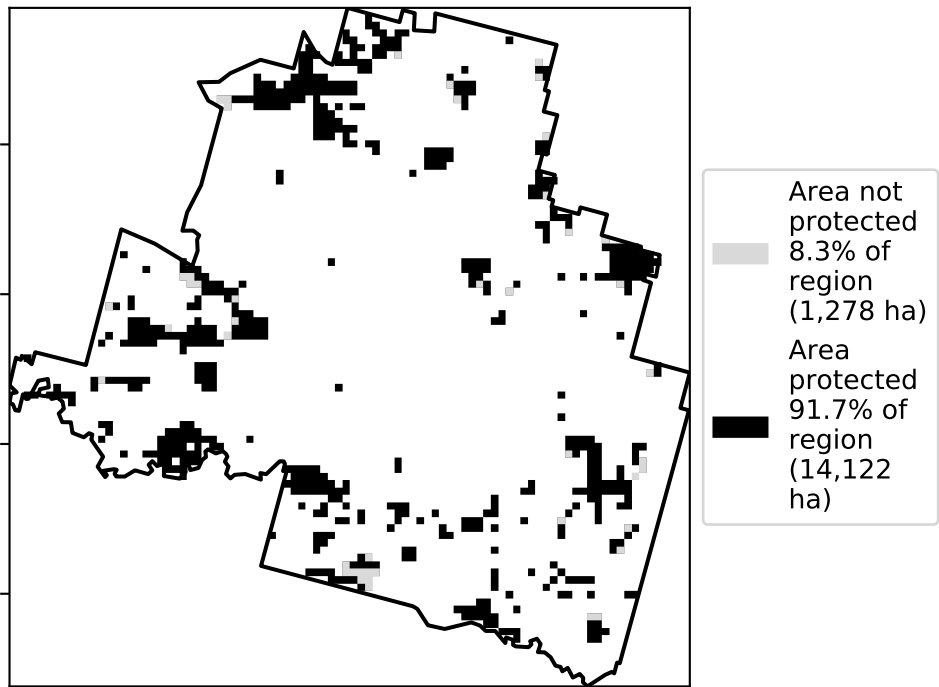 Area not
protected
8.3% of
region
(1,278 ha)
Area
protected
91.7% of
region
(14,122
ha)